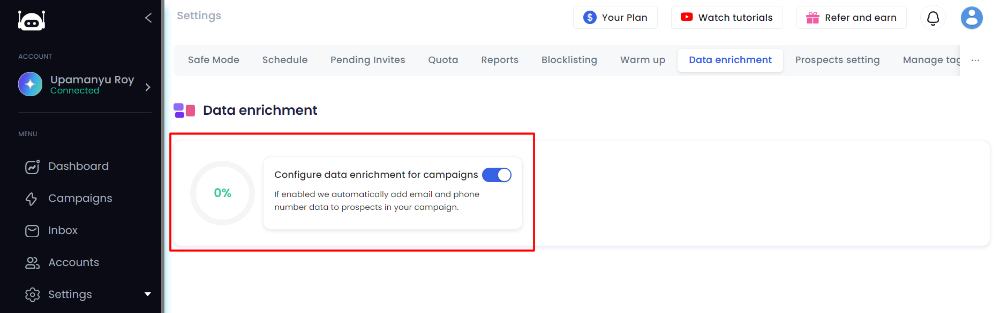 Settings
Your Plan
Watch tutorials
Refer and earn
ACCOUNT
Upamanyu Roy
Connected
MENU
Dashboard
Campaigns
Inbox
Accounts
Settings
Safe Mode
Schedule
Pending Invites
Quota
Reports
Blocklisting
Warm up
Data enrichment
Prospects setting
Manage tag
...
Data enrichment
0%
Configure data enrichment for campaigns
If enabled we automatically add email and phone
number data to prospects in your campaign.